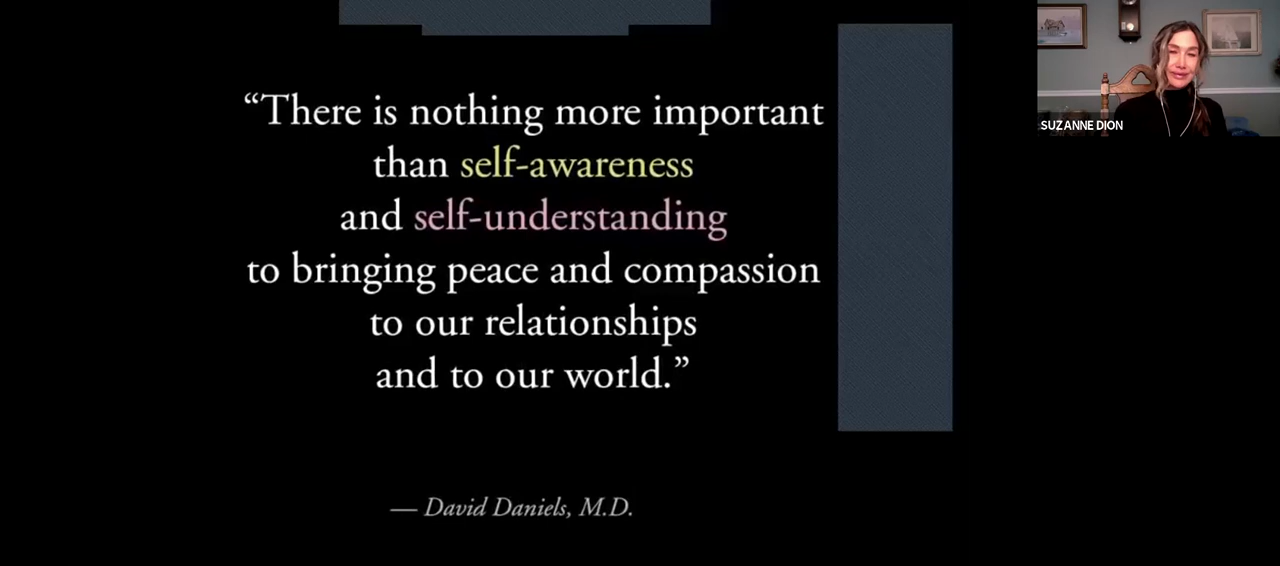 “There is nothing more important
than self-awareness
and self-understanding
to bringing peace and compassion
to our relationships
and to our world.”
— David Daniels, M.D.
SUZANNE DION